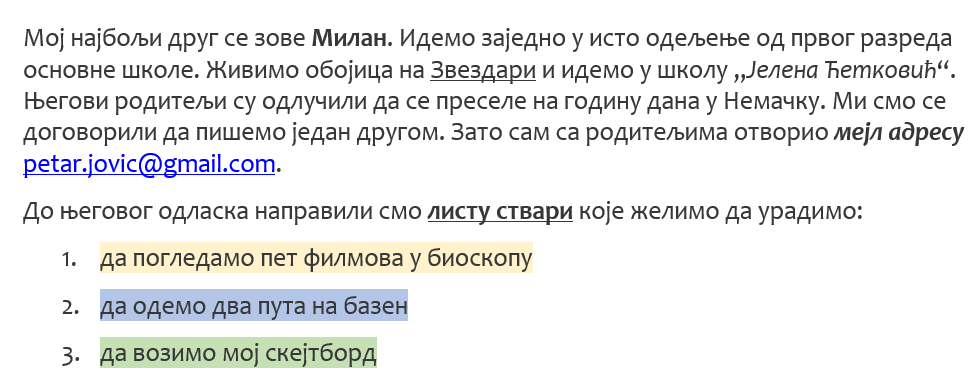 Мој најбољи друг се зове Милан. Идемо заједно у исто одељење од првог разреда
основне школе. Живимо обојица на Звездари и идемо у школу „Јелена Ћетковић“.
Његови родитељи су одлучили да се преселе на годину дана у Немачку. Ми смо се
договорили да пишемо један другом. Зато сам са родитељима отворио мејл адресу
petar.jovic@gmail.com.
До његовог одласка направили смо листу ствари које желимо да урадимо:
1. да погледамо пет филмова у биоскопу
2. да одемо два пута на базен
3. да возимо мој скејтборд